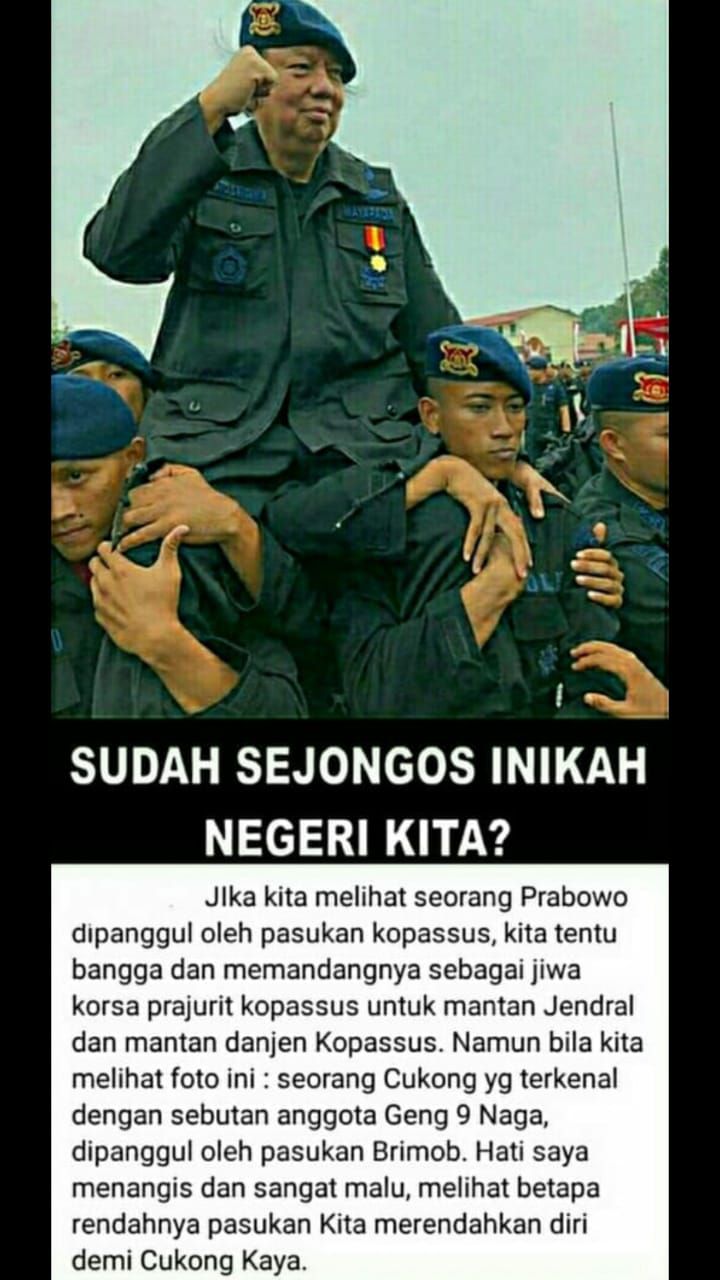 MAYAPADA
SUDAH SEJONGOS INIKAH
NEGERI KITA?
JIka kita melihat seorang Prabowo
dipanggul oleh pasukan kopassus, kita tentu
bangga dan memandangnya sebagai jiwa
korsa prajurit kopassus untuk mantan Jendral
dan mantan danjen Kopassus. Namun bila kita
melihat foto ini : seorang Cukong yg terkenal
dengan sebutan anggota Geng 9 Naga,
dipanggul oleh pasukan Brimob. Hati saya
menangis dan sangat malu, melihat betapa
rendahnya pasukan Kita merendahkan diri
demi Cukong Kaya.